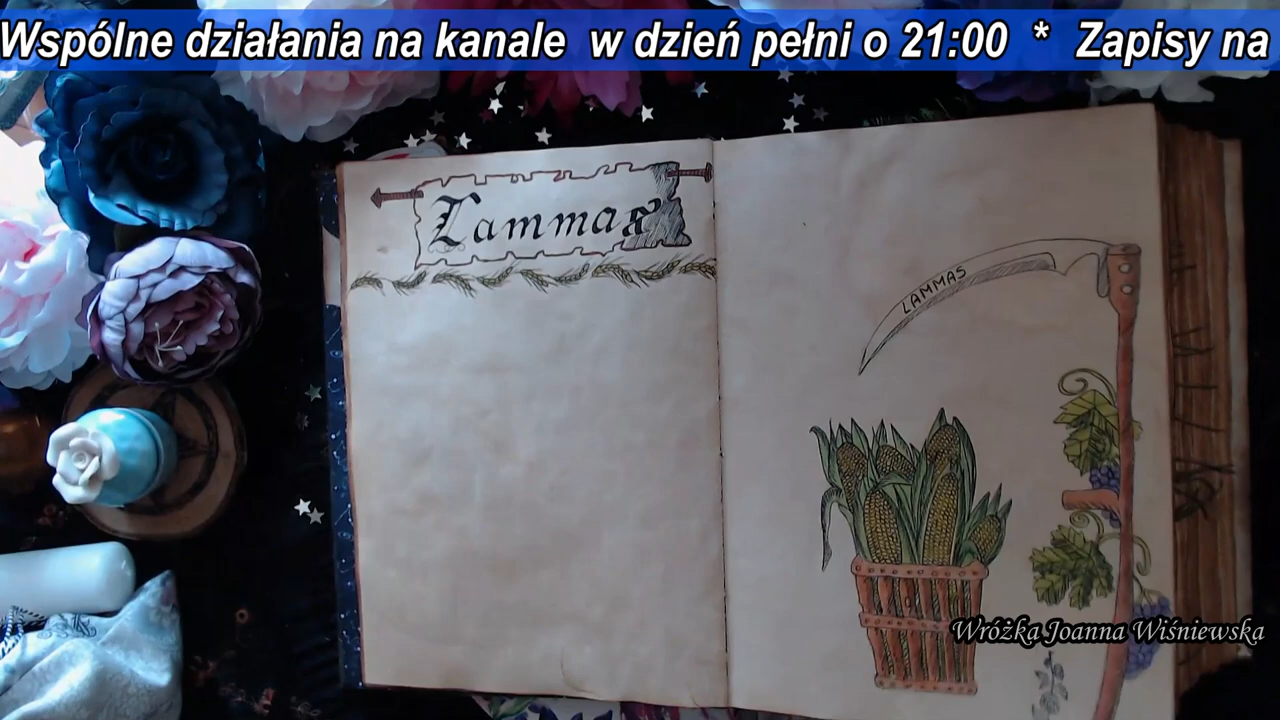 Wspólne działania na kanale w dzień pełni o 21:00 * Zapisy na
Lammas
LAMMAS
Wróżka Joanna Wiśniewska